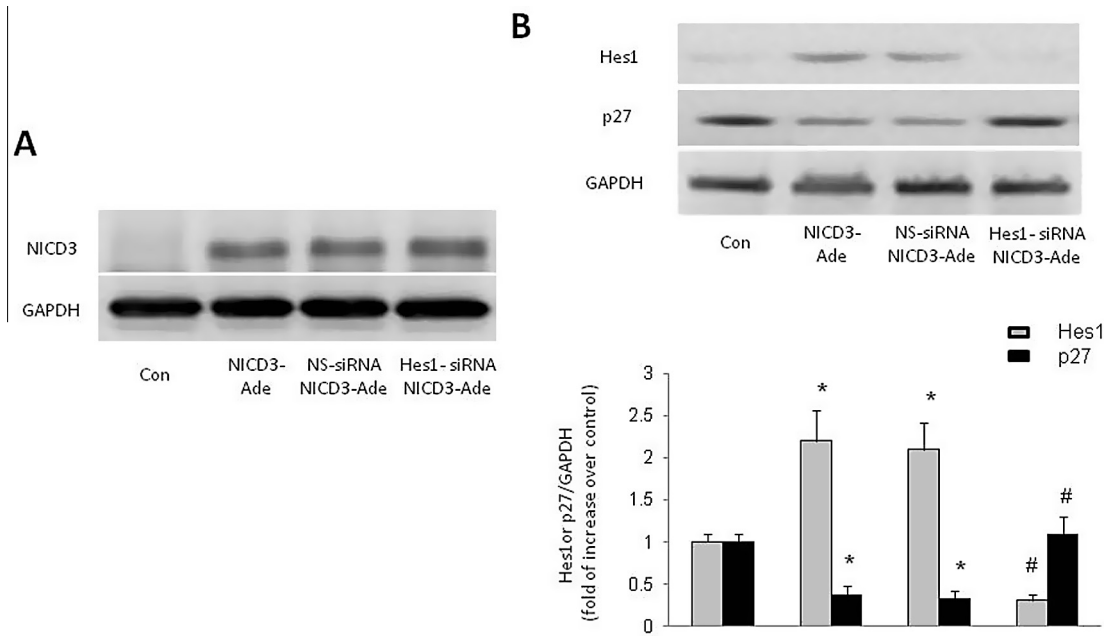 A
NICD3
GAPDH
Con
NICD3-
Ade
NS-siRNA
NICD3-Ade
Hes1- siRNA
NICD3-Ade
B
Hes1
p27
GAPDH
Con
NICD3-
Ade
NS-siRNA
NICD3-Ade
Hes1- siRNA
NICD3-Ade
Hes1
p27
Hes1or p27/GAPDH
(fold of increase over control)
3
2.5
2
1.5
1
0.5
0
*
*
*
*
#
#